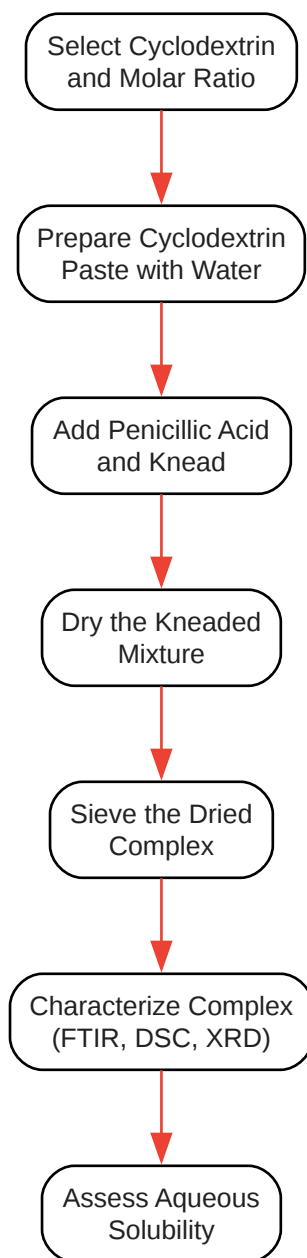 Select Cyclodextrin
and Molar Ratio
Prepare Cyclodextrin
Paste with Water
Add Penicillic Acid
and Knead
Dry the Kneaded
Mixture
Sieve the Dried
Complex
Characterize Complex
(FTIR, DSC, XRD)
Assess Aqueous
Solubility